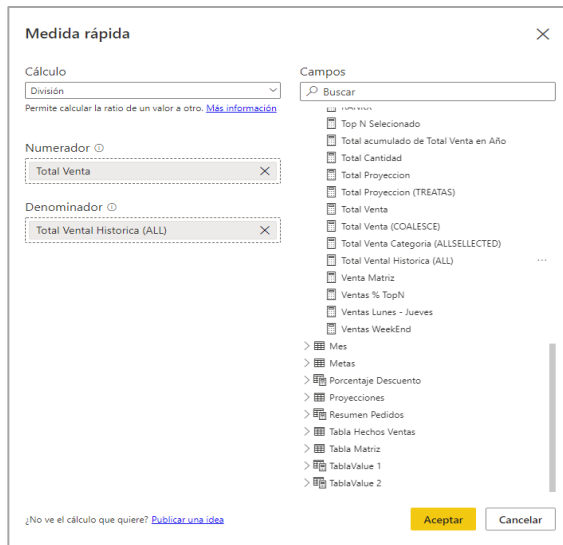 Medida rápida
Cálculo
División
Permite calcular la ratio de un valor a otro. Más información
Numerador
Total Venta
Denominador
Total Vental Historica (ALL)
Campos
Buscar
RANKX
Top N Selecionado
Total acumulado de Total Venta en Año
Total Cantidad
Total Proyeccion
Total Proyeccion (TREATAS)
Total Venta
Total Venta (COALESCE)
Total Venta Categoria (ALLSELLECTED)
Total Vental Historica (ALL)
...
Venta Matriz
Ventas % TopN
Ventas Lunes - Jueves
Ventas WeekEnd
Mes
Metas
Porcentaje Descuento
Proyecciones
Resumen Pedidos
Tabla Hechos Ventas
Tabla Matriz
TablaValue 1
TablaValue 2
¿No ve el cálculo que quiere? Publicar una idea
Aceptar
Cancelar